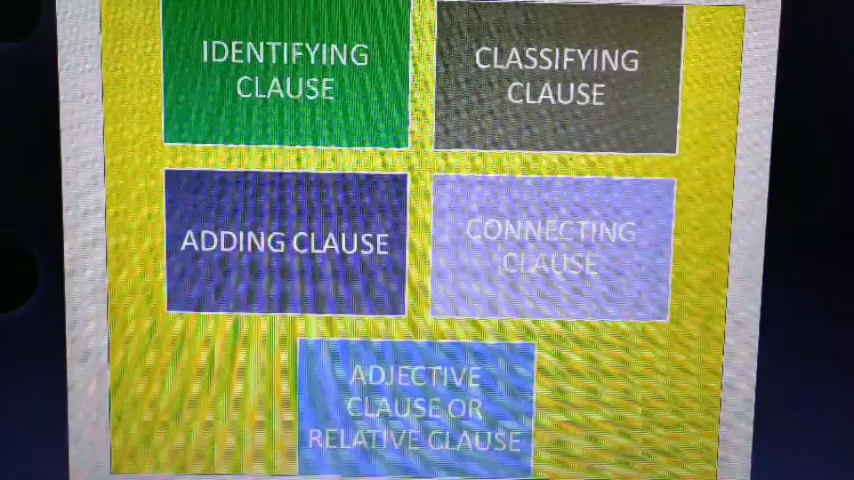 IDENTIFYING
CLAUSE
CLASSIFYING
CLAUSE
ADDING CLAUSE
CONNECTING
CLAUSE
ADJECTIVE
CLAUSE OR
RELATIVE CLAUSE